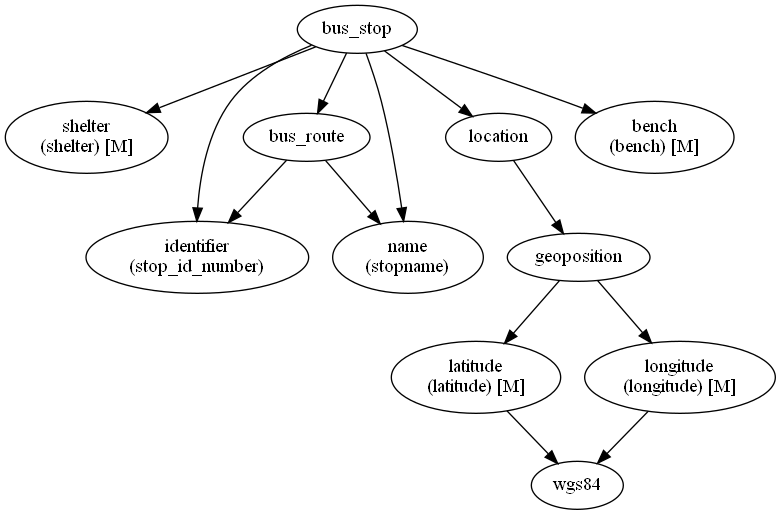 bus_stop
shelter
(shelter) [M]
bus_route
location
bench
(bench) [M]
identifier
(stop_id_number)
name
(stopname)
geoposition
latitude
(latitude) [M]
longitude
(longitude) [M]
wgs84